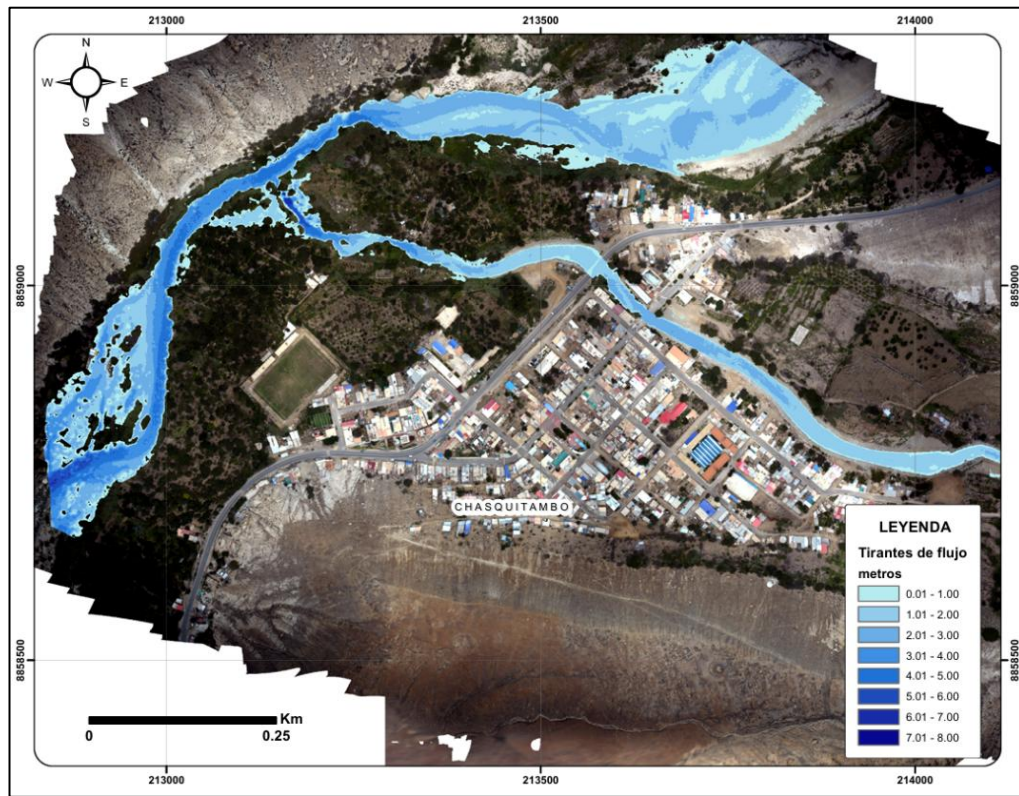 213000 213500 214000
N
W E
S
8859000 8859000
CHASQUITAMBO
LEYENDA
Tirantes de flujo
metros
0.01 - 1.00
1.01 - 2.00
2.01 - 3.00
3.01 - 4.00
4.01 - 5.00
5.01 - 6.00
6.01 - 7.00
7.01 - 8.00
8858500 8858500
Km
0 0.25
213000 213500 214000